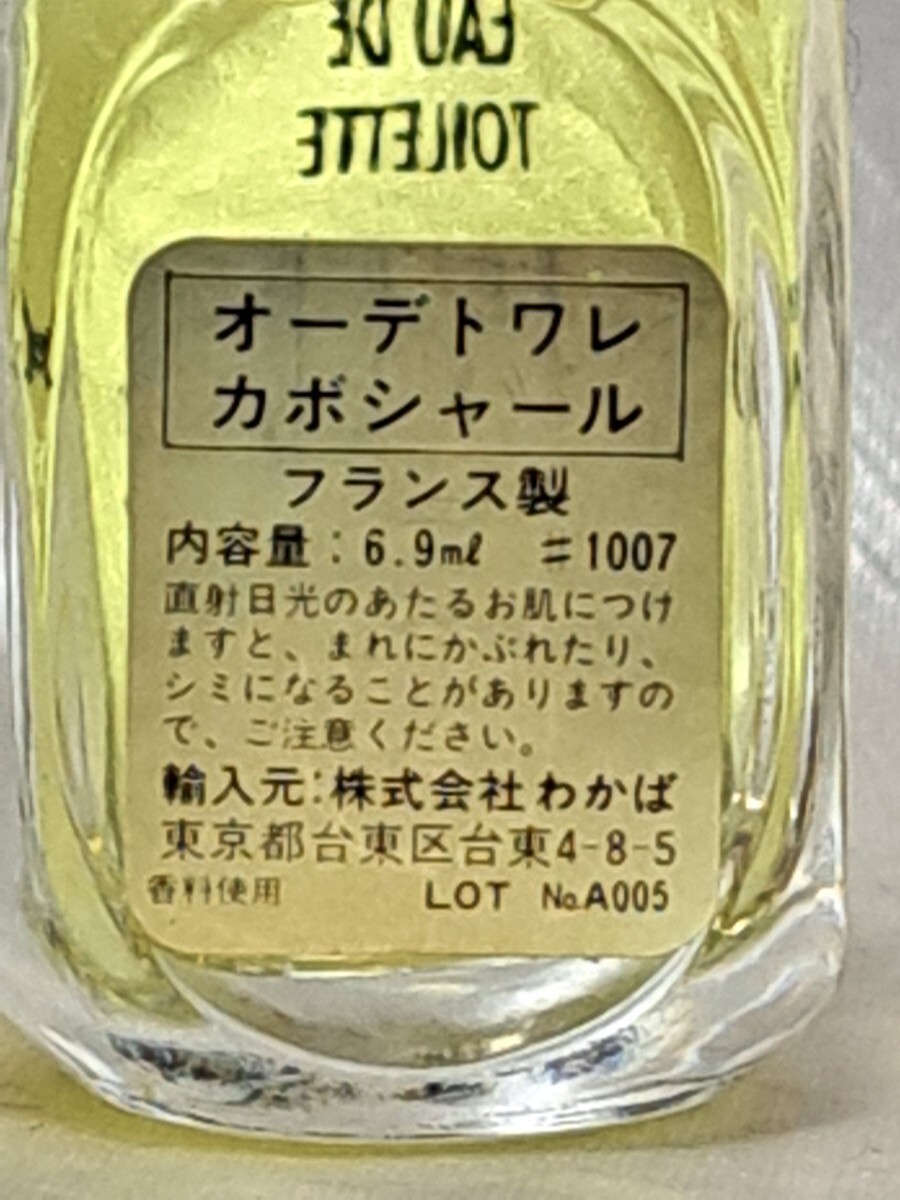 EAU DE
TOILETTE
オーデトワレ
カボシャール
フランス製
内容量：6.9ml #1007
直射日光のあたるお肌につけ
ますと、まれにかぶれたり、
シミになることがありますの
で、ご注意ください。
輸入元：株式会社わかば
東京都台東区台東4-8-5
香料使用 LOT No.A005